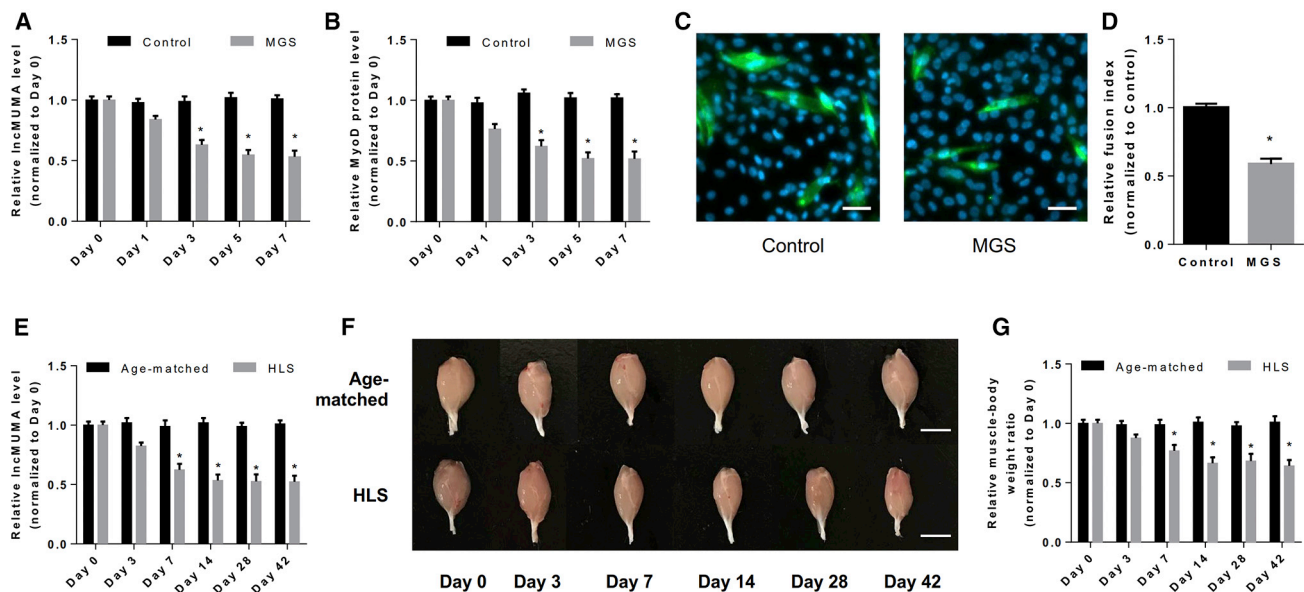 A
Relative lncMUMA level
(normalized to Day 0)
Control MGS
1.5
1.0
0.5
0.0
Day 0 Day 1 Day 3 Day 5 Day 7
* * *
B
Relative MyoD protein level
(normalized to Day 0)
Control MGS
1.5
1.0
0.5
0.0
Day 0 Day 1 Day 3 Day 5 Day 7
* * *
C
Control MGS
D
Relative fusion index
(normalized to Control)
1.5
1.0
0.5
0.0
*
Control MGS
E
Relative lncMUMA level
(normalized to Day 0)
Age-matched HLS
1.5
1.0
0.5
0.0
* * * *
Day 0 Day 3 Day 7 Day 14 Day 28 Day 42
F
Age-
matched
HLS
Day 0 Day 3 Day 7 Day 14 Day 28 Day 42
G
Relative muscle-body
weight ratio
(normalized to Day 0)
Age-matched HLS
1.5
1.0
0.5
0.0
* * * *
Day 0 Day 3 Day 7 Day 14 Day 28 Day 42